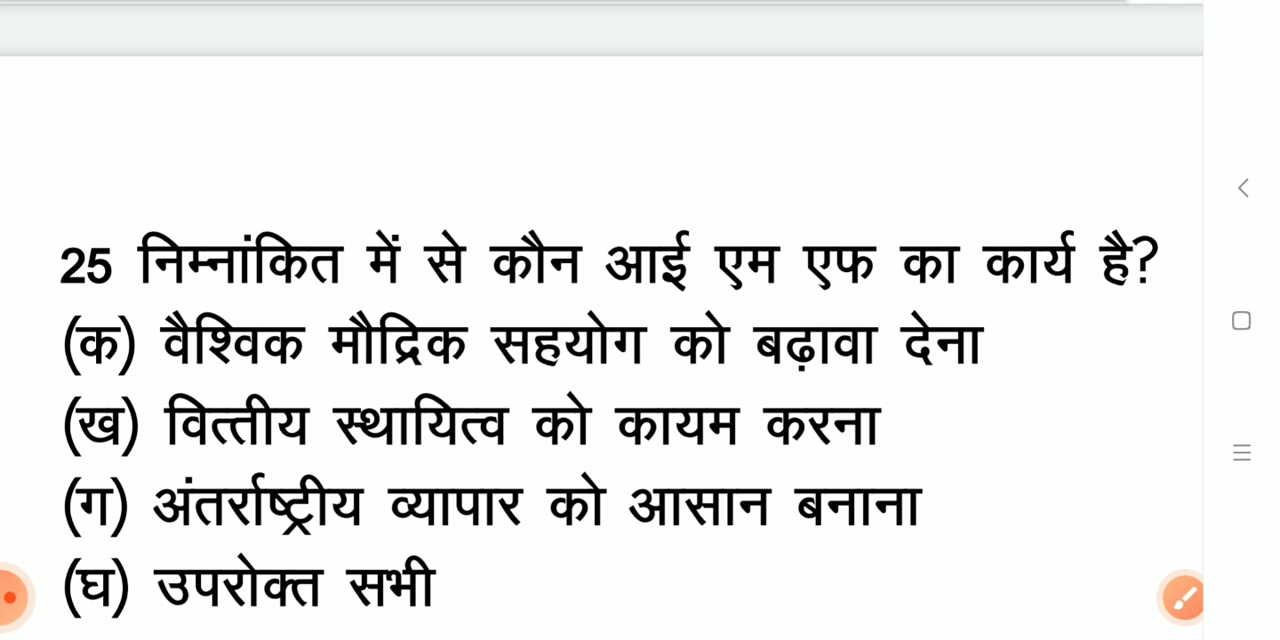 25 निम्नांकित में से कौन आई एम एफ का कार्य है?
(क) वैश्विक मौद्रिक सहयोग को बढ़ावा देना
(ख) वित्तीय स्थायित्व को कायम करना
(ग) अंतर्राष्ट्रीय व्यापार को आसान बनाना
(घ) उपरोक्त सभी